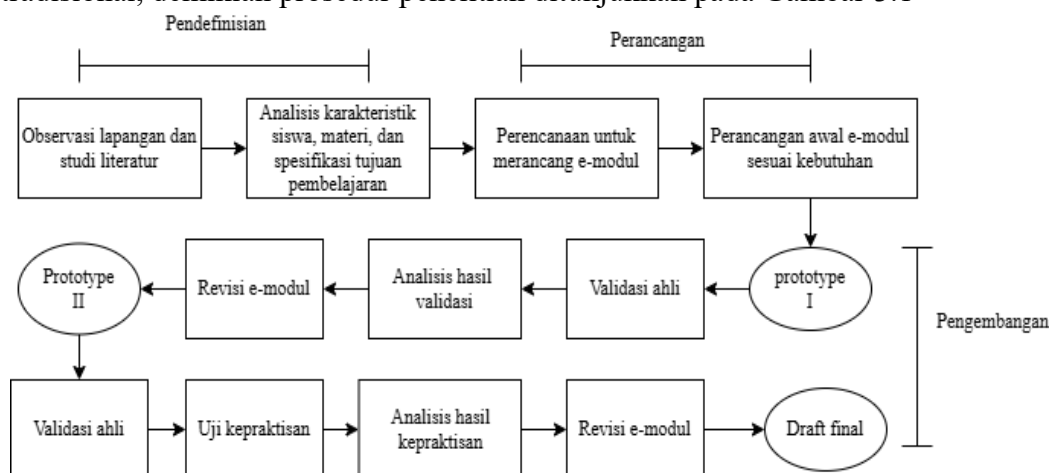 tradisional, demikian prosedur penelitian ditunjukkan pada Gambar 3.1
Pendefinisian
Perancangan
Observasi lapangan dan
studi literatur
Analisis karakteristik
siswa, materi, dan
spesifikasi tujuan
pembelajaran
Perencanaan untuk
merancang e-modul
Perancangan awal e-modul
sesuai kebutuhan
Prototype
II
Revisi e-modul
Analisis hasil
validasi
Validasi ahli
prototype
I
Pengembangan
Validasi ahli
Uji kepraktisan
Analisis hasil
kepraktisan
Revisi e-modul
Draft final